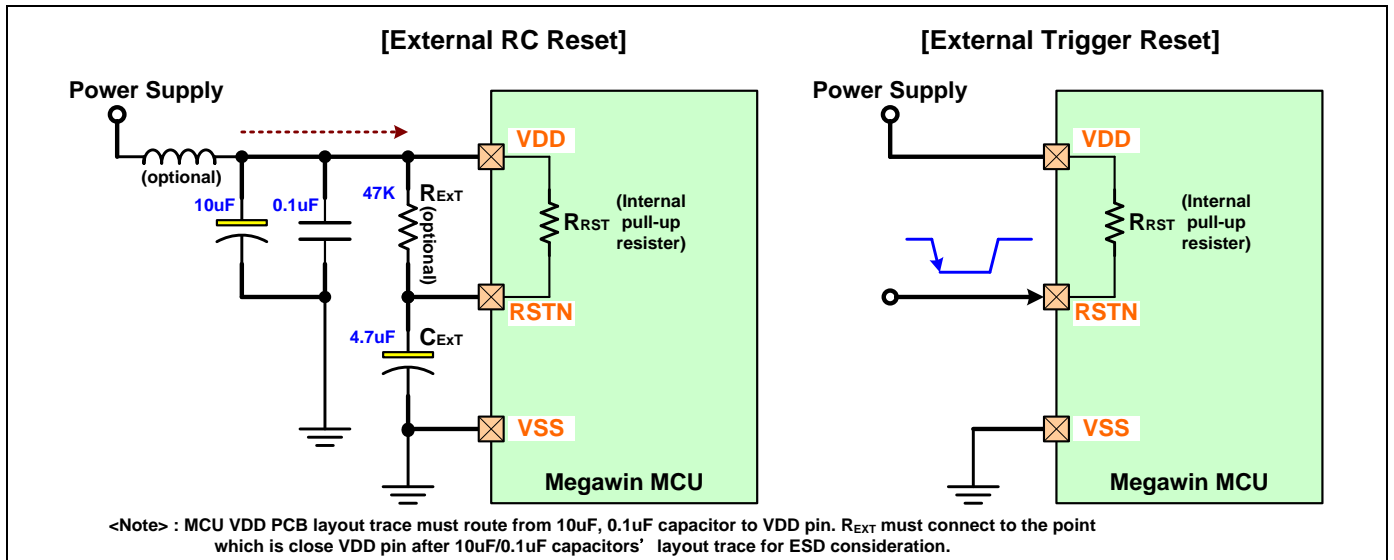 [External RC Reset]
Power Supply
(optional)
10uF
0.1uF
47K
REXT
(optional)
4.7uF
CEXT
VDD
RRST
(Internal
pull-up
resister)
RSTN
VSS
Megawin MCU
[External Trigger Reset]
Power Supply
VDD
RRST
(Internal
pull-up
resister)
RSTN
VSS
Megawin MCU
<Note> : MCU VDD PCB layout trace must route from 10uF, 0.1uF capacitor to VDD pin. REXT must connect to the point
which is close VDD pin after 10uF/0.1uF capacitors' layout trace for ESD consideration.